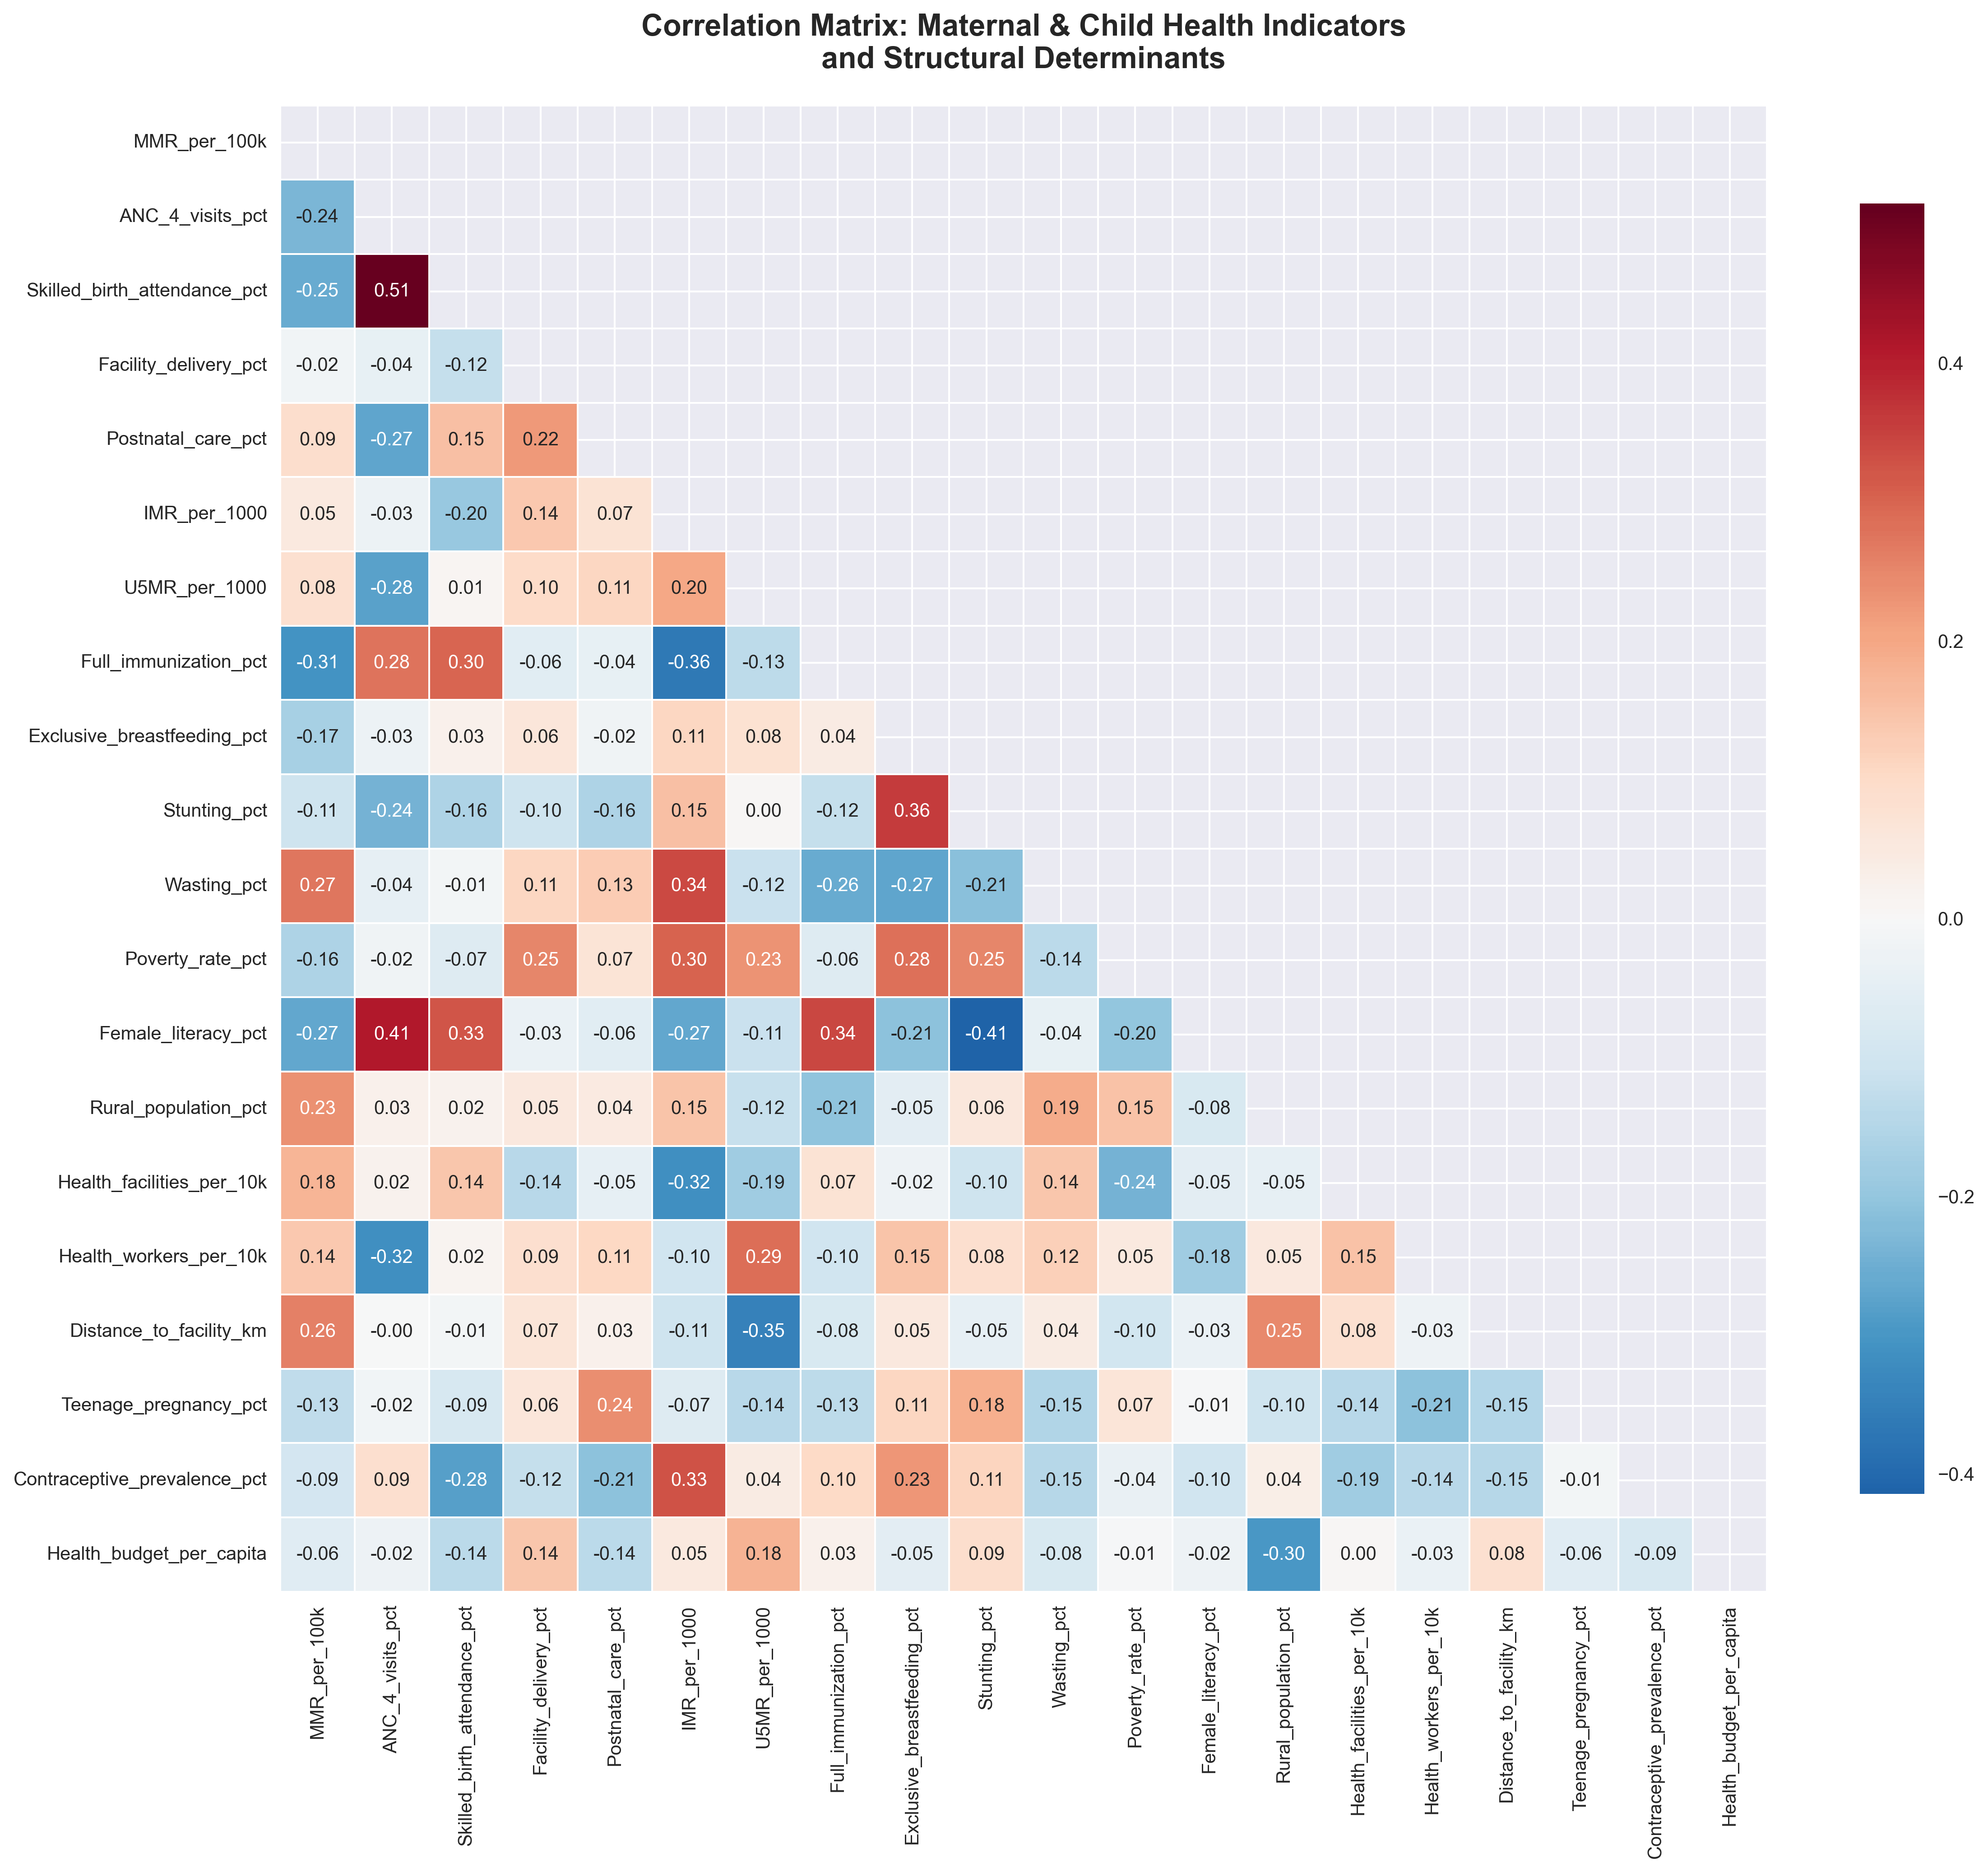 Correlation Matrix: Maternal & Child Health Indicators
and Structural Determinants
MMR_per_100k
ANC_4_visits_pct -0.24
Skilled_birth_attendance_pct -0.25 0.51
Facility_delivery_pct -0.02 -0.04 -0.12
0.4
Postnatal_care_pct 0.09 -0.27 0.15 0.22
IMR_per_1000 0.05 -0.03 -0.20 0.14 0.07
U5MR_per_1000 0.08 -0.28 0.01 0.10 0.11 0.20
0.2
Full_immunization_pct -0.31 0.28 0.30 -0.06 -0.04 -0.36 -0.13
Exclusive_breastfeeding_pct -0.17 -0.03 0.03 0.06 -0.02 0.11 0.08 0.04
Stunting_pct -0.11 -0.24 -0.16 -0.10 -0.16 0.15 0.00 -0.12 0.36
Wasting_pct 0.27 -0.04 -0.01 0.11 0.13 0.34 -0.12 -0.26 -0.27 -0.21
0.0
Poverty_rate_pct -0.16 -0.02 -0.07 0.25 0.07 0.30 0.23 -0.06 0.28 0.25 -0.14
Female_literacy_pct -0.27 0.41 0.33 -0.03 -0.06 -0.27 -0.11 0.34 -0.21 -0.41 -0.04 -0.20
Rural_population_pct 0.23 0.03 0.02 0.05 0.04 0.15 -0.12 -0.21 -0.05 0.06 0.19 0.15 -0.08
Health_facilities_per_10k 0.18 0.02 0.14 -0.14 -0.05 -0.32 -0.19 0.07 -0.02 -0.10 0.14 -0.24 -0.05 -0.05
−0.2
Health_workers_per_10k 0.14 -0.32 0.02 0.09 0.11 -0.10 0.29 -0.10 0.15 0.08 0.12 0.05 -0.18 0.05 0.15
Distance_to_facility_km 0.26 -0.00 -0.01 0.07 0.03 -0.11 -0.35 -0.08 0.05 -0.05 0.04 -0.10 -0.03 0.25 0.08 -0.03
Teenage_pregnancy_pct -0.13 -0.02 -0.09 0.06 0.24 -0.07 -0.14 -0.13 0.11 0.18 -0.15 0.07 -0.01 -0.10 -0.14 -0.21 -0.15
Contraceptive_prevalence_pct -0.09 0.09 -0.28 -0.12 -0.21 0.33 0.04 0.10 0.23 0.11 -0.15 -0.04 -0.10 0.04 -0.19 -0.14 -0.15 -0.01
−0.4
Health_budget_per_capita -0.06 -0.02 -0.14 0.14 -0.14 0.05 0.18 0.03 -0.05 0.09 -0.08 -0.01 -0.02 -0.30 0.00 -0.03 0.08 -0.06 -0.09
MMR_per_100k
ANC_4_visits_pct
Skilled_birth_attendance_pct
Facility_delivery_pct
Postnatal_care_pct
IMR_per_1000
U5MR_per_1000
Full_immunization_pct
Exclusive_breastfeeding_pct
Stunting_pct
Wasting_pct
Poverty_rate_pct
Female_literacy_pct
Rural_population_pct
Health_facilities_per_10k
Health_workers_per_10k
Distance_to_facility_km
Teenage_pregnancy_pct
Contraceptive_prevalence_pct
Health_budget_per_capita